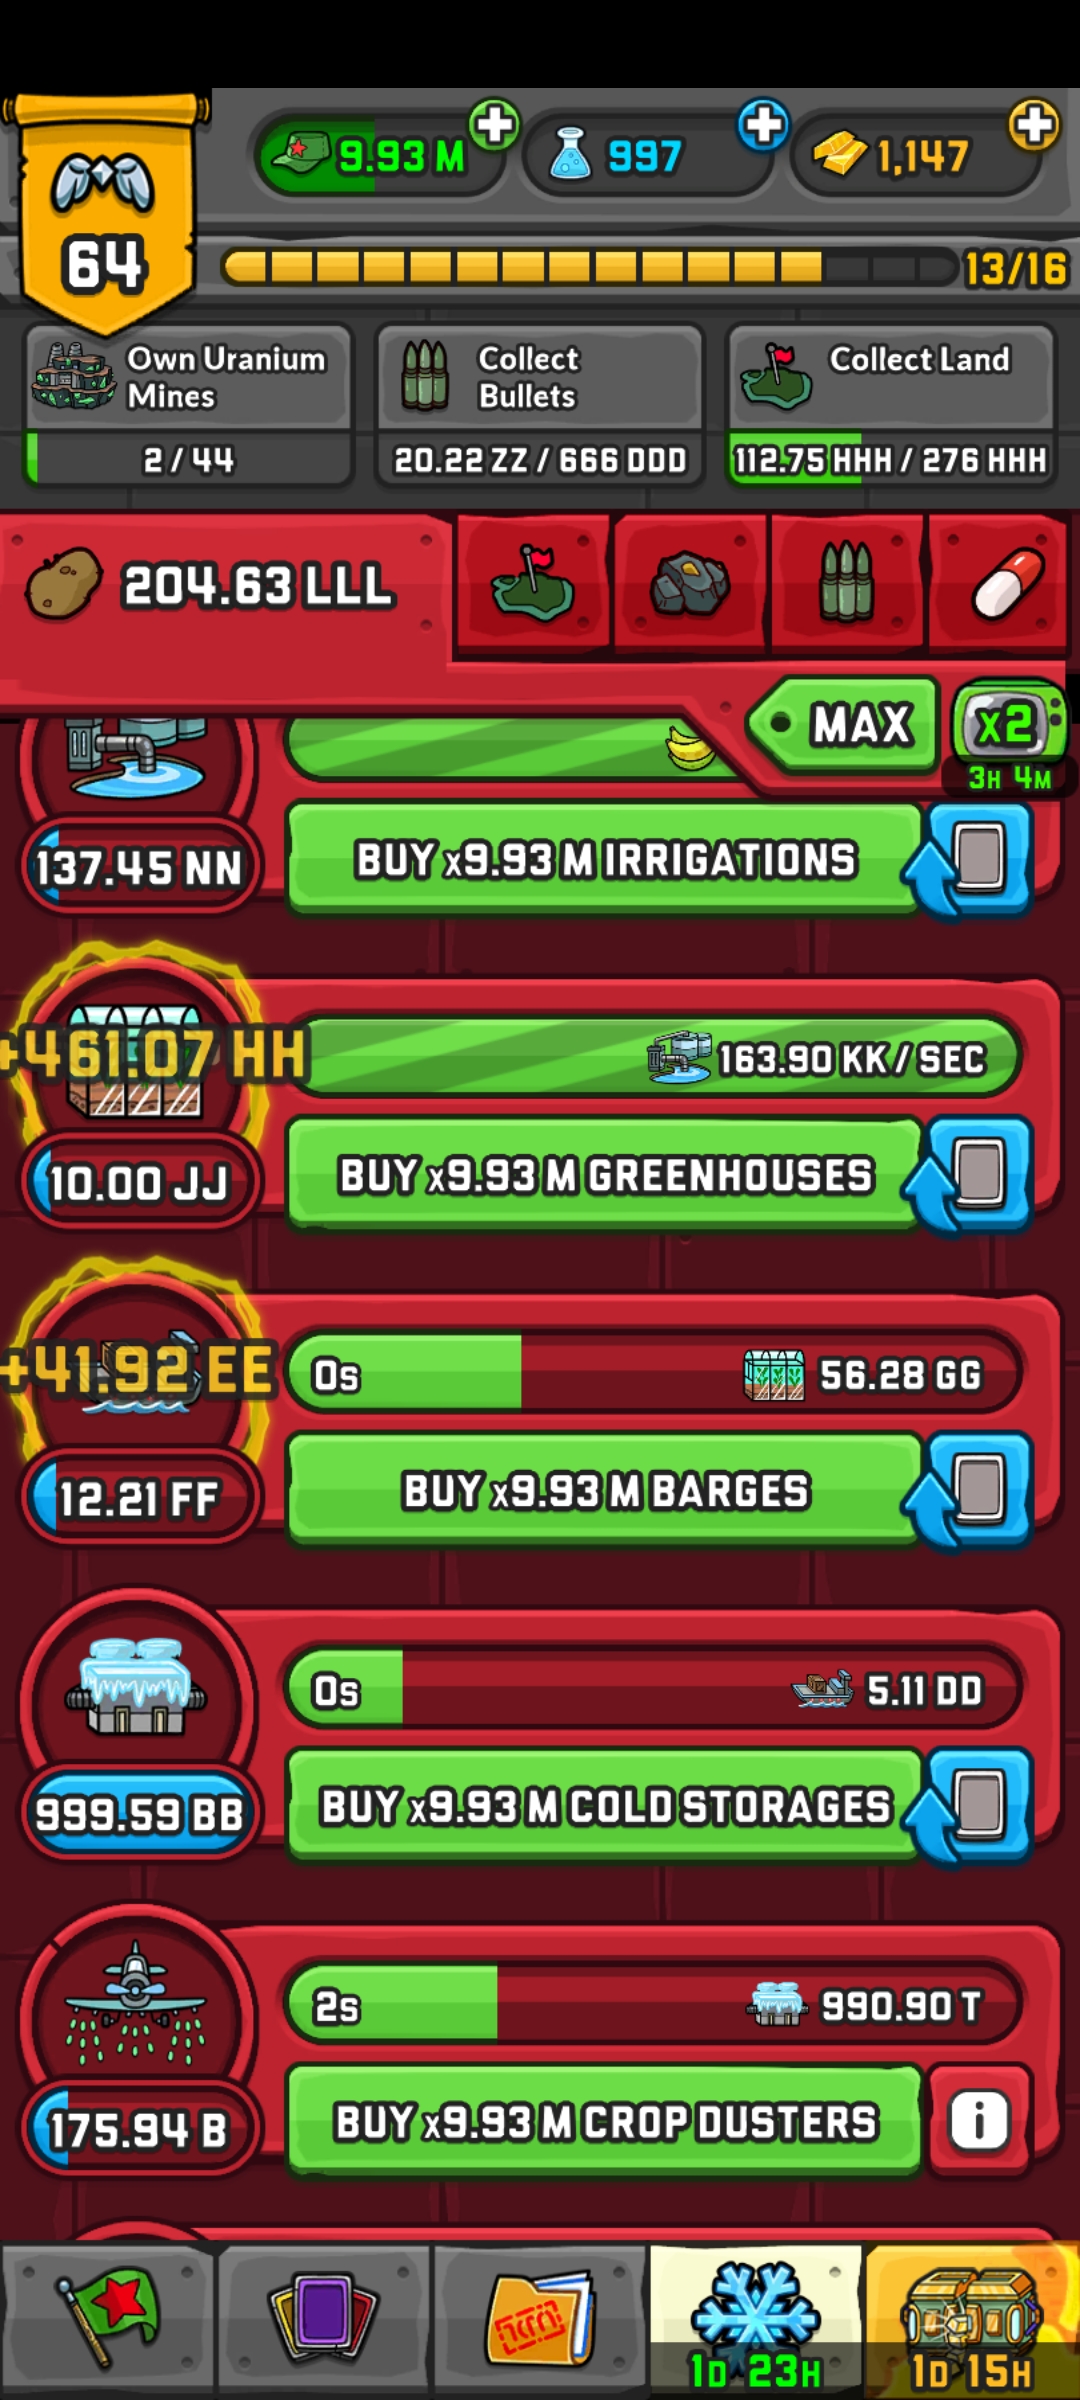 9.93 M
997
1,147
64
13/16
Own Uranium
Mines
2 / 44
Collect
Bullets
20.22 ZZ / 666 DDD
Collect Land
112.75 HHH / 276 HHH
204.63 LLL
MAX
x2
3H 4M
137.45 NN
BUY x9.93 M IRRIGATIONS
+461.07 HH
163.90 KK / SEC
10.00 JJ
BUY x9.93 M GREENHOUSES
+41.92 EE
0s
56.28 GG
12.21 FF
BUY x9.93 M BARGES
0s
5.11 DD
999.59 BB
BUY x9.93 M COLD STORAGES
2s
990.90 T
175.94 B
BUY x9.93 M CROP DUSTERS
i
1D 23H
1D 15H